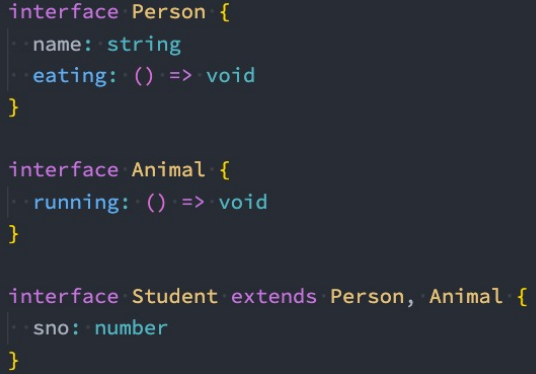 interface Person {
  name: string
  eating: () => void
}
interface Animal {
  running: () => void
}
interface Student extends Person, Animal {
  sno: number
}